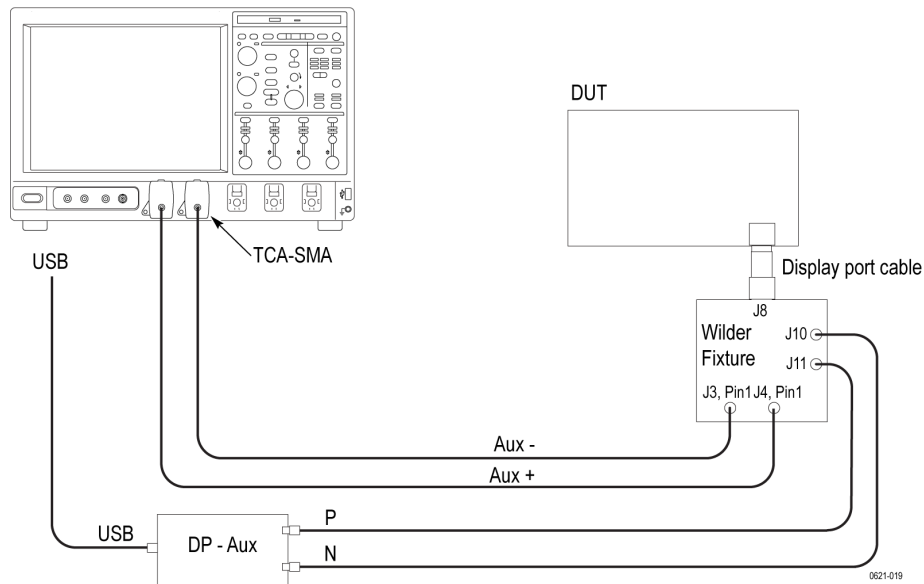 DUT
TCA-SMA
USB
Display port cable
J8
Wilder
Fixture
J10
J11
J3, Pin1
J4, Pin1
Aux -
Aux +
P
USB
DP - Aux
N
0621-019